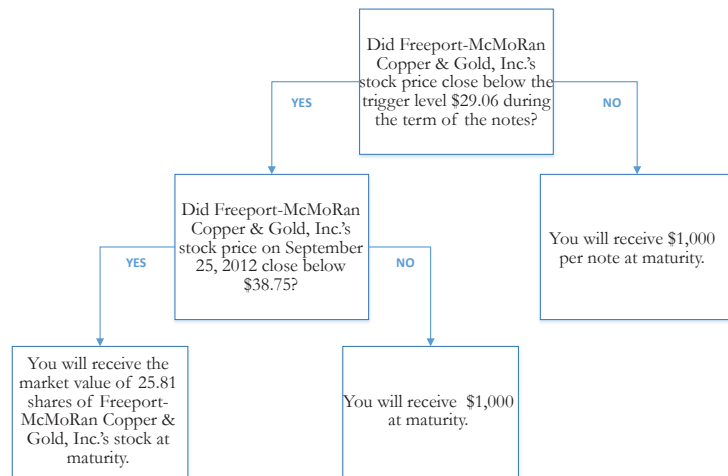 Did Freeport-McMoRan
Copper & Gold, Inc.'s
stock price close below the
trigger level $29.06 during
the term of the notes?
YES
NO
Did Freeport-McMoRan
Copper & Gold, Inc.'s
stock price on September
25, 2012 close below
$38.75?
You will receive $1,000
per note at maturity.
YES
NO
You will receive the
market value of 25.81
shares of Freeport-
McMoRan Copper &
Gold, Inc.'s stock at
maturity.
You will receive $1,000
at maturity.